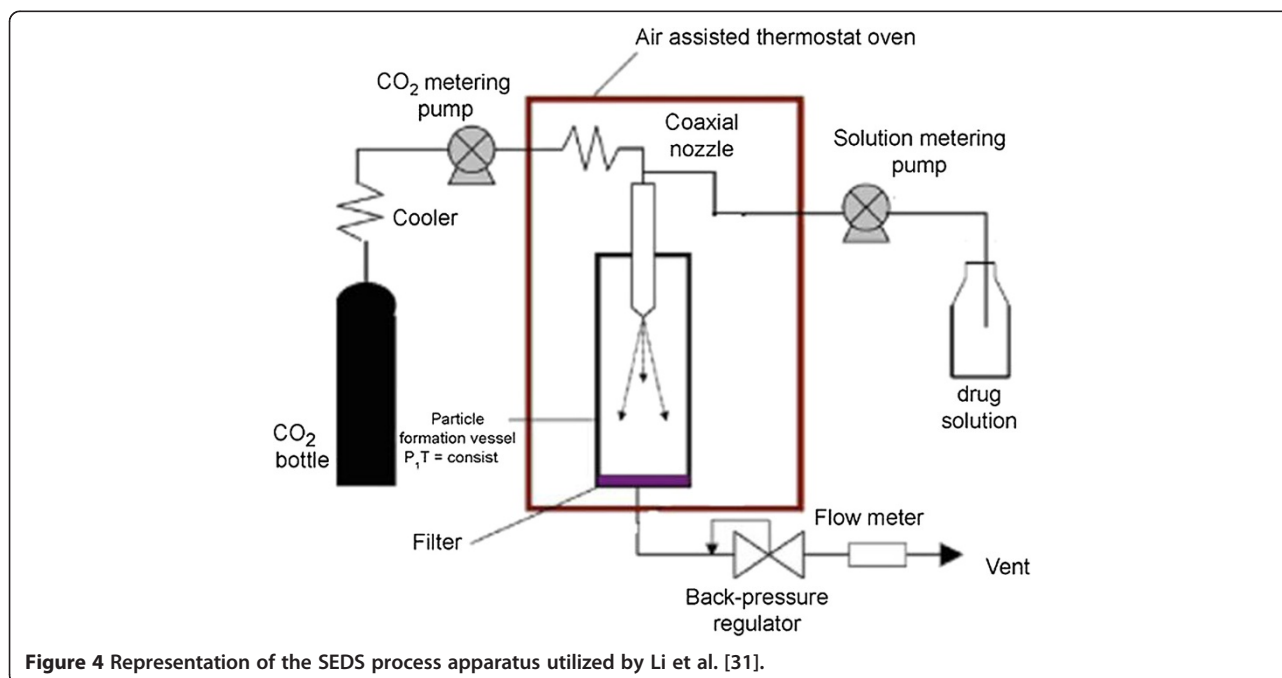 Air assisted thermostat oven
CO₂ metering
pump
Coaxial
nozzle
Solution metering
pump
Cooler
CO₂
bottle
Particle
formation vessel
P₁T = consist
drug
solution
Filter
Flow meter
Vent
Back-pressure
regulator
Figure 4 Representation of the SEDS process apparatus utilized by Li et al. [31].